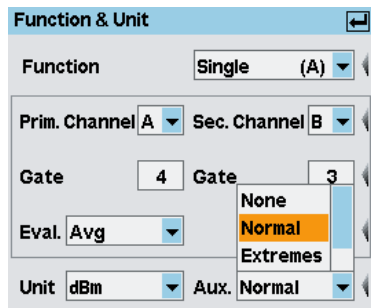 Function & Unit
Function Single (A)
Prim. Channel A Sec. Channel B
Gate 4 Gate 3
None
Eval. Avg Normal
Extremes
Unit dBm Aux. Normal